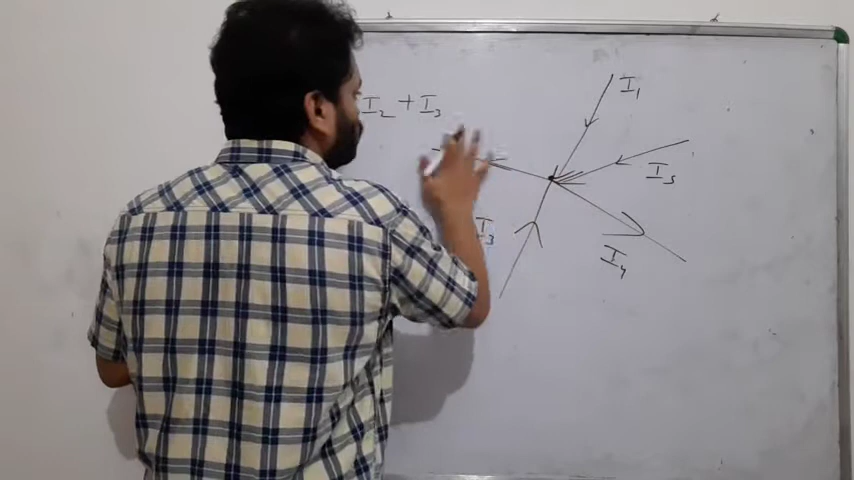 I₁
I₂ + I₃
I₅
I₃
I₄